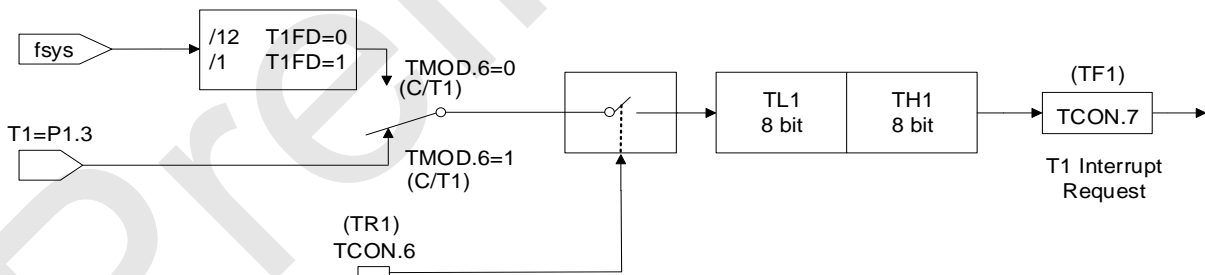 fsys
/12 T1FD=0
/1 T1FD=1
TMOD.6=0
(C/T1)
T1=P1.3
TMOD.6=1
(C/T1)
(TR1)
TCON.6
TL1
8 bit
TH1
8 bit
(TF1)
TCON.7
T1 Interrupt
Request